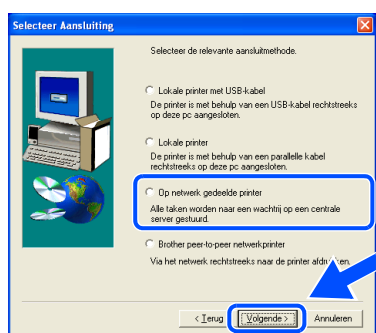 Selecteer Aansluiting
Selecteer de relevante aansluitmethode.
Lokale printer met USB-kabel
De printer is met behulp van een USB-kabel rechtstreeks
op deze pc aangesloten.
Lokale printer
De printer is met behulp van een parallelle kabel
rechtstreeks op deze pc aangesloten.
Op netwerk gedeelde printer
Alle taken worden naar een wachtrij op een centrale
server gestuurd.
Brother peer-to-peer netwerkprinter
Via het netwerk rechtstreeks naar de printer afdrukken.
< Terug
Volgende >
Annuleren